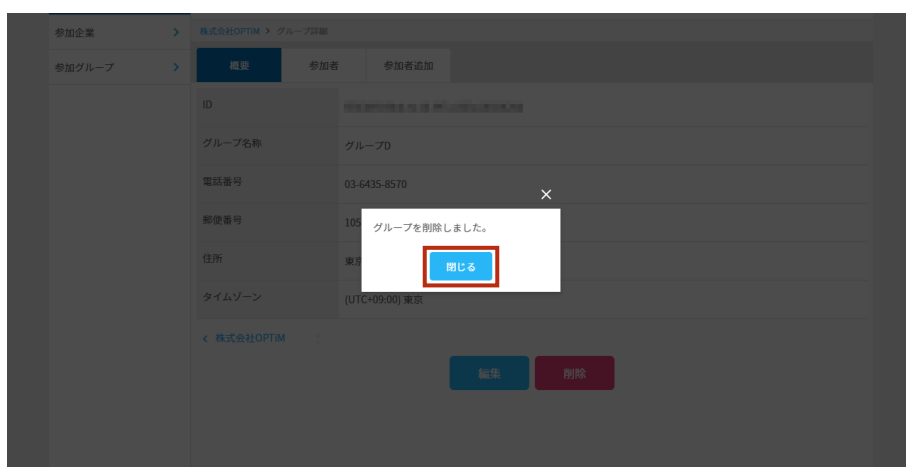 参加企業
参加グループ
株式会社OPTiM > グループ詳細
概要 参加者 参加者追加
ID
グループ名称 グループD
電話番号 03-6435-8570
郵便番号 105
住所 東京
タイムゾーン (UTC+09:00) 東京
グループを削除しました。
閉じる
株式会社OPTiM
編集 削除